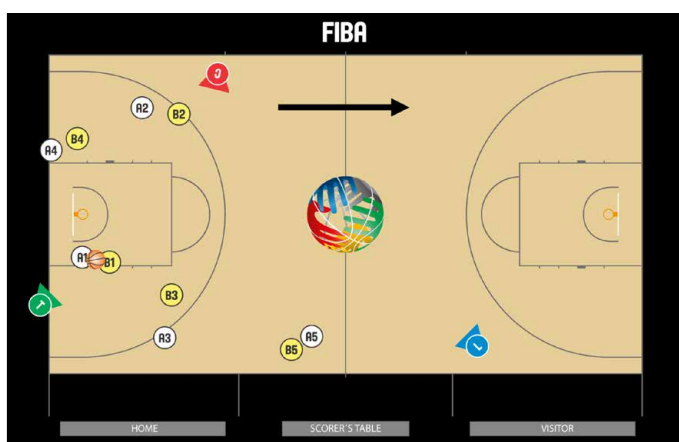 FIBA
C
A2
B2
B4
A4
A1
B1
T
B3
A3
A5
B5
L
HOME
SCORER'S TABLE
VISITOR